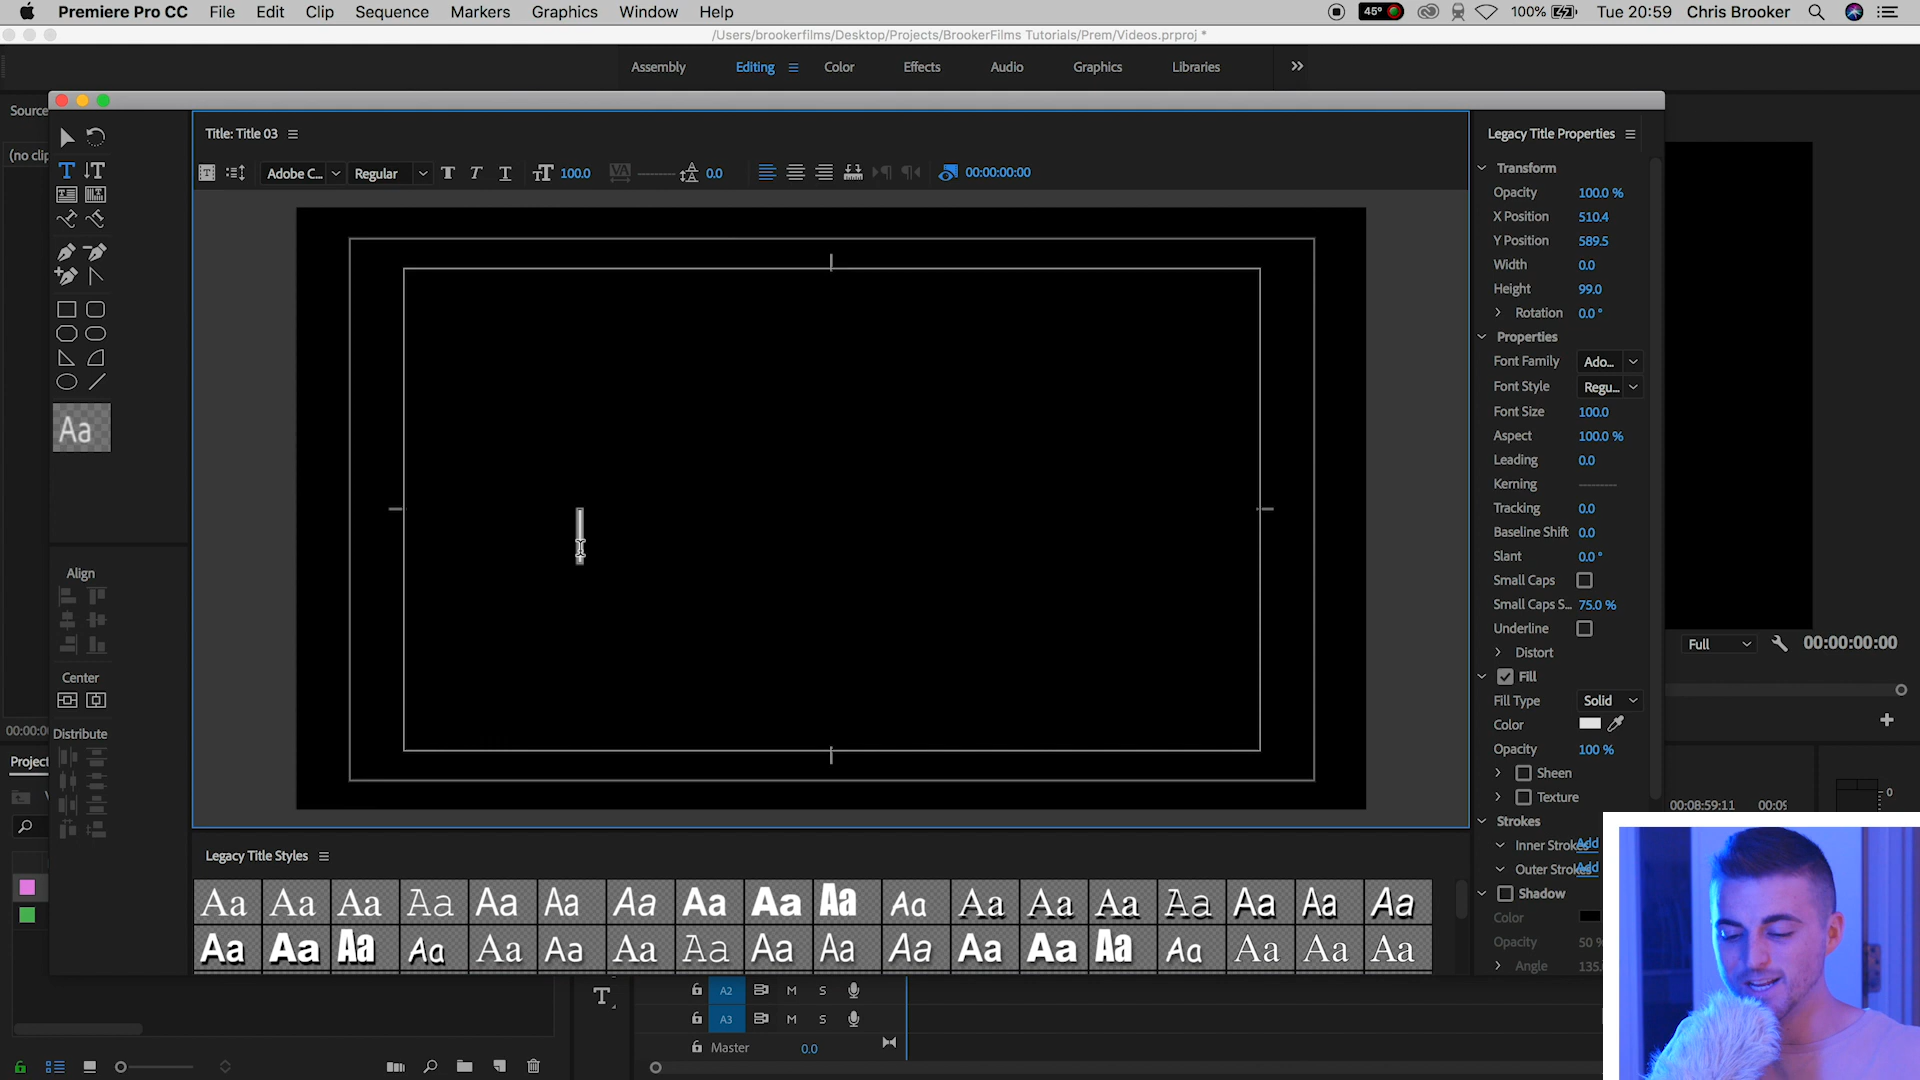 Premiere Pro CC File Edit Clip Sequence Markers Graphics Window Help 45° 100% Tue 20:59 Chris Brooker
/Users/brookerfilms/Desktop/Projects/BrookerFilms Tutorials/Prem/Videos.prproj *
Assembly Editing Color Effects Audio Graphics Libraries
Source
(no clip
Title: Title 03
Adobe C... Regular T T T TT 100.0 VA A 0.0 00:00:00:00
Legacy Title Properties
Transform
Opacity 100.0 %
X Position 510.4
Y Position 589.5
Width 0.0
Height 99.0
Rotation 0.0 °
Properties
Font Family Ado...
Font Style Regu...
Font Size 100.0
Aspect 100.0 %
Leading 0.0
Kerning
Tracking 0.0
Baseline Shift 0.0
Slant 0.0 °
Small Caps
Small Caps S... 75.0 %
Underline
Distort
Fill
Fill Type Solid
Color
Opacity 100 %
Sheen
Texture
Strokes
Inner Strokes Add
Outer Strokes Add
Shadow
Color
Opacity 50 %
Angle 135.
T T
Aa
Align
Center
Distribute
00:00:0
Project
Full 00:00:00:00
00:08:59:11 00:09
0
Legacy Title Styles
Aa Aa Aa Aa Aa Aa Aa Aa Aa Aa Aa Aa Aa Aa Aa Aa Aa Aa
Aa Aa Aa Aa Aa Aa Aa Aa Aa Aa Aa Aa Aa Aa Aa Aa Aa Aa
T
A2 M S
A3 M S
Master 0.0